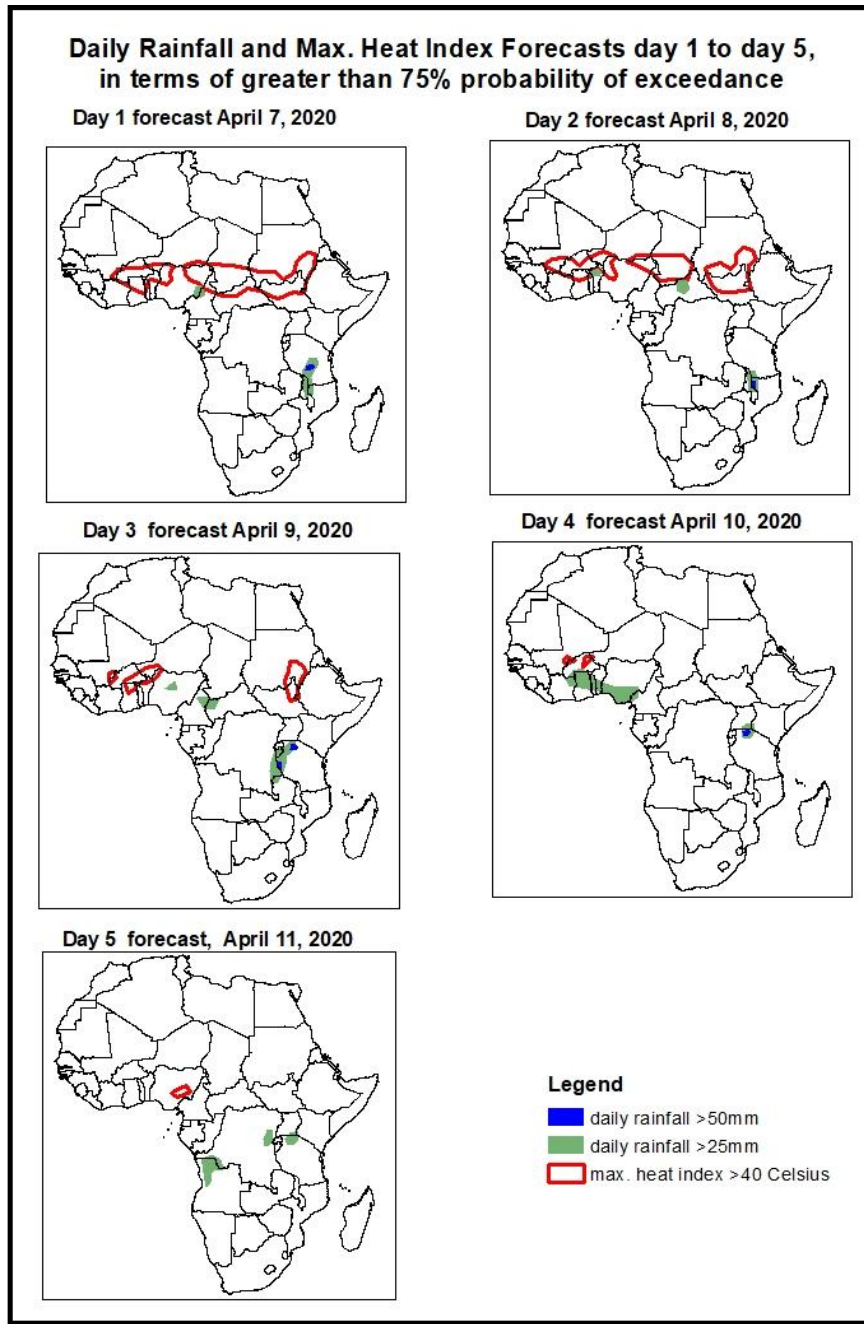 Daily Rainfall and Max. Heat Index Forecasts day 1 to day 5,
in terms of greater than 75% probability of exceedance
Day 1 forecast April 7, 2020
Day 2 forecast April 8, 2020
Day 3 forecast April 9, 2020
Day 4 forecast April 10, 2020
Day 5 forecast, April 11, 2020
Legend
daily rainfall >50mm
daily rainfall >25mm
max. heat index >40 Celsius